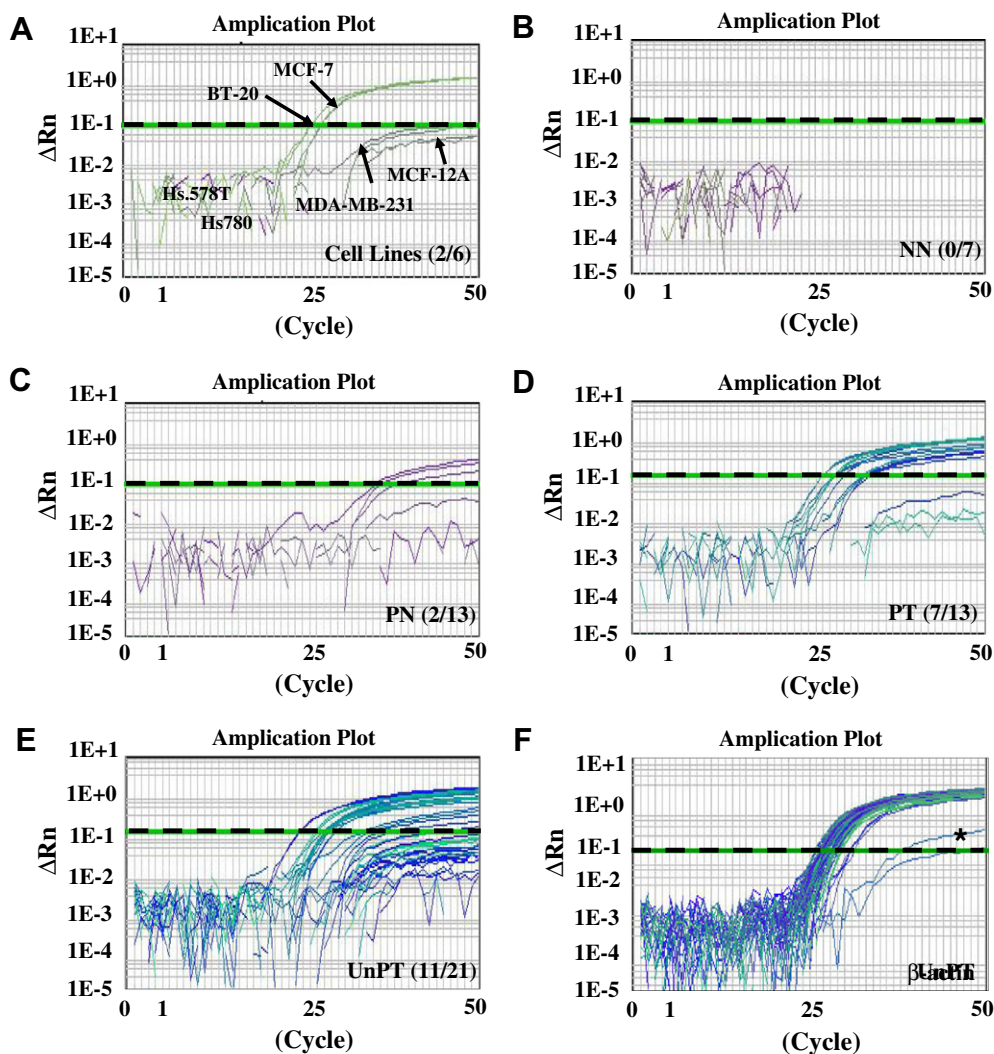 A
Amplication Plot
1E+1
1E+0
1E-1
1E-2
1E-3
1E-4
1E-5
ΔRn
MCF-7
BT-20
MCF-12A
MDA-MB-231
Hs.578T
Hs780
Cell Lines (2/6)
0 1 25 50
(Cycle)
B
Amplication Plot
1E+1
1E+0
1E-1
1E-2
1E-3
1E-4
1E-5
ΔRn
NN (0/7)
0 1 25 50
(Cycle)
C
Amplication Plot
1E+1
1E+0
1E-1
1E-2
1E-3
1E-4
1E-5
ΔRn
PN (2/13)
0 1 25 50
(Cycle)
D
Amplication Plot
1E+1
1E+0
1E-1
1E-2
1E-3
1E-4
1E-5
ΔRn
PT (7/13)
0 1 25 50
(Cycle)
E
Amplication Plot
1E+1
1E+0
1E-1
1E-2
1E-3
1E-4
1E-5
ΔRn
UnPT (11/21)
0 1 25 50
(Cycle)
F
Amplication Plot
1E+1
1E+0
1E-1
1E-2
1E-3
1E-4
1E-5
ΔRn
*
0 1 25 50
(Cycle)